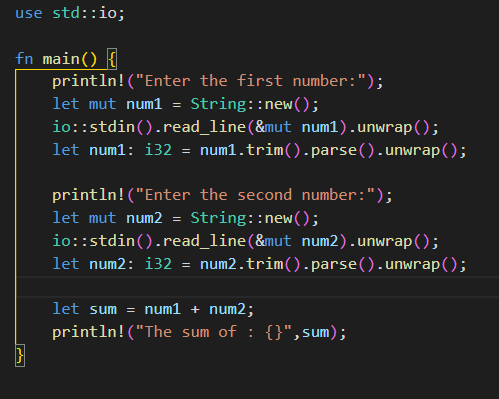 use std::io;

fn main() {
    println!("Enter the first number:");
    let mut num1 = String::new();
    io::stdin().read_line(&mut num1).unwrap();
    let num1: i32 = num1.trim().parse().unwrap();

    println!("Enter the second number:");
    let mut num2 = String::new();
    io::stdin().read_line(&mut num2).unwrap();
    let num2: i32 = num2.trim().parse().unwrap();

    let sum = num1 + num2;
    println!("The sum of : {}",sum);
}